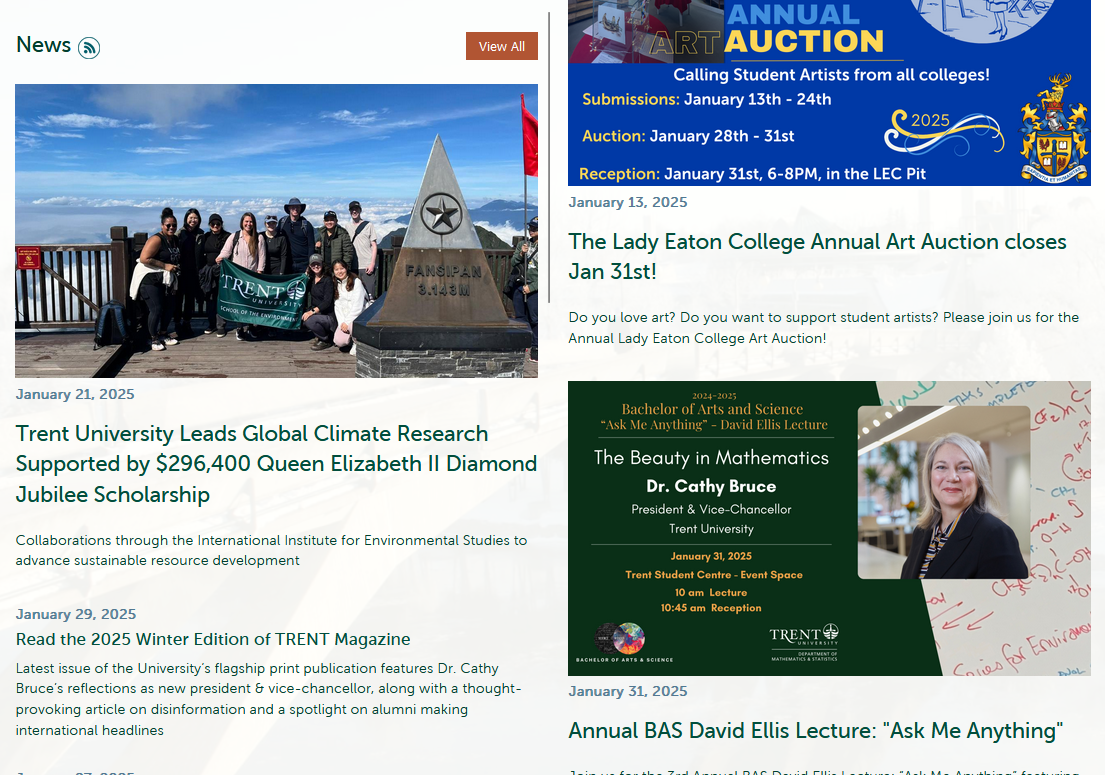 News
View All
TRENT
UNIVERSITY
SCHOOL OF THE ENVIRONMENT
FANSIPAN
3.143M
January 21, 2025
Trent University Leads Global Climate Research
Supported by $296,400 Queen Elizabeth II Diamond
Jubilee Scholarship
Collaborations through the International Institute for Environmental Studies to
advance sustainable resource development
January 29, 2025
Read the 2025 Winter Edition of TRENT Magazine
Latest issue of the University's flagship print publication features Dr. Cathy
Bruce's reflections as new president & vice-chancellor, along with a thought-
provoking article on disinformation and a spotlight on alumni making
international headlines
ANNUAL
ART AUCTION
Calling Student Artists from all colleges!
Submissions: January 13th - 24th
2025
Auction: January 28th - 31st
Reception: January 31st, 6-8PM, in the LEC Pit
January 13, 2025
The Lady Eaton College Annual Art Auction closes
Jan 31st!
Do you love art? Do you want to support student artists? Please join us for the
Annual Lady Eaton College Art Auction!
2024-2025
Bachelor of Arts and Science
"Ask Me Anything" - David Ellis Lecture
The Beauty in Mathematics
Dr. Cathy Bruce
President & Vice-Chancellor
Trent University
January 31, 2025
Trent Student Centre - Event Space
10 am Lecture
10:45 am Reception
BACHELOR OF ARTS & SCIENCE
TRENT
UNIVERSITY
DEPARTMENT OF
MATHEMATICS & STATISTICS
January 31, 2025
Annual BAS David Ellis Lecture: "Ask Me Anything"